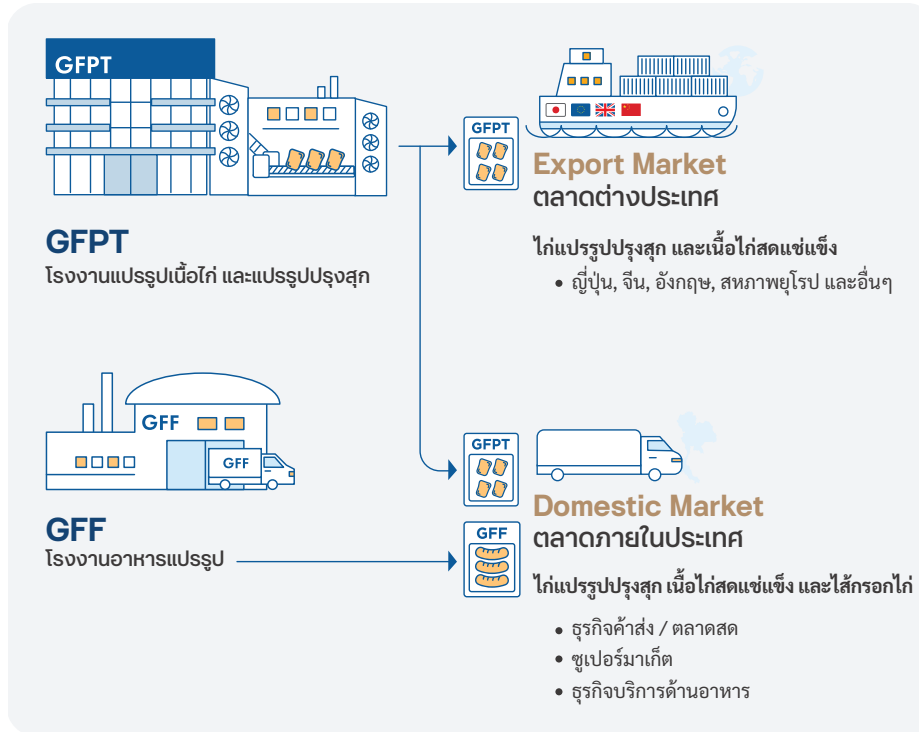 GFPT
GFPT
โรงงานแปรรูปเนื้อไก่ และแปรรูปปรุงสุก
GFPT
Export Market
ตลาดต่างประเทศ
ไก่แปรรูปปรุงสุก และเนื้อไก่สดแช่แข็ง
• ญี่ปุ่น, จีน, อังกฤษ, สหภาพยุโรป และอื่นๆ
GFF
GFF
GFF
โรงงานอาหารแปรรูป
GFPT
GFF
Domestic Market
ตลาดภายในประเทศ
ไก่แปรรูปปรุงสุก เนื้อไก่สดแช่แข็ง และไส้กรอกไก่
• ธุรกิจค้าส่ง / ตลาดสด
• ซูเปอร์มาเก็ต
• ธุรกิจบริการด้านอาหาร